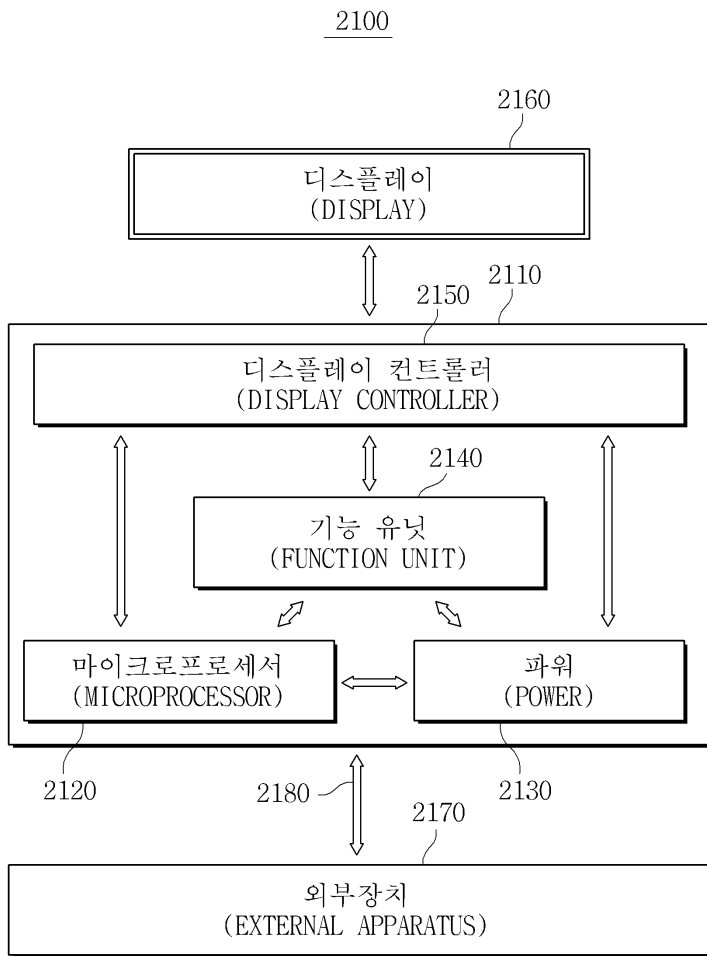 2100
2160
디스플레이
(DISPLAY)
2110
2150
디스플레이 컨트롤러
(DISPLAY CONTROLLER)
2140
기능 유닛
(FUNCTION UNIT)
마이크로프로세서
(MICROPROCESSOR)
파워
(POWER)
2120
2180
2130
2170
외부장치
(EXTERNAL APPARATUS)